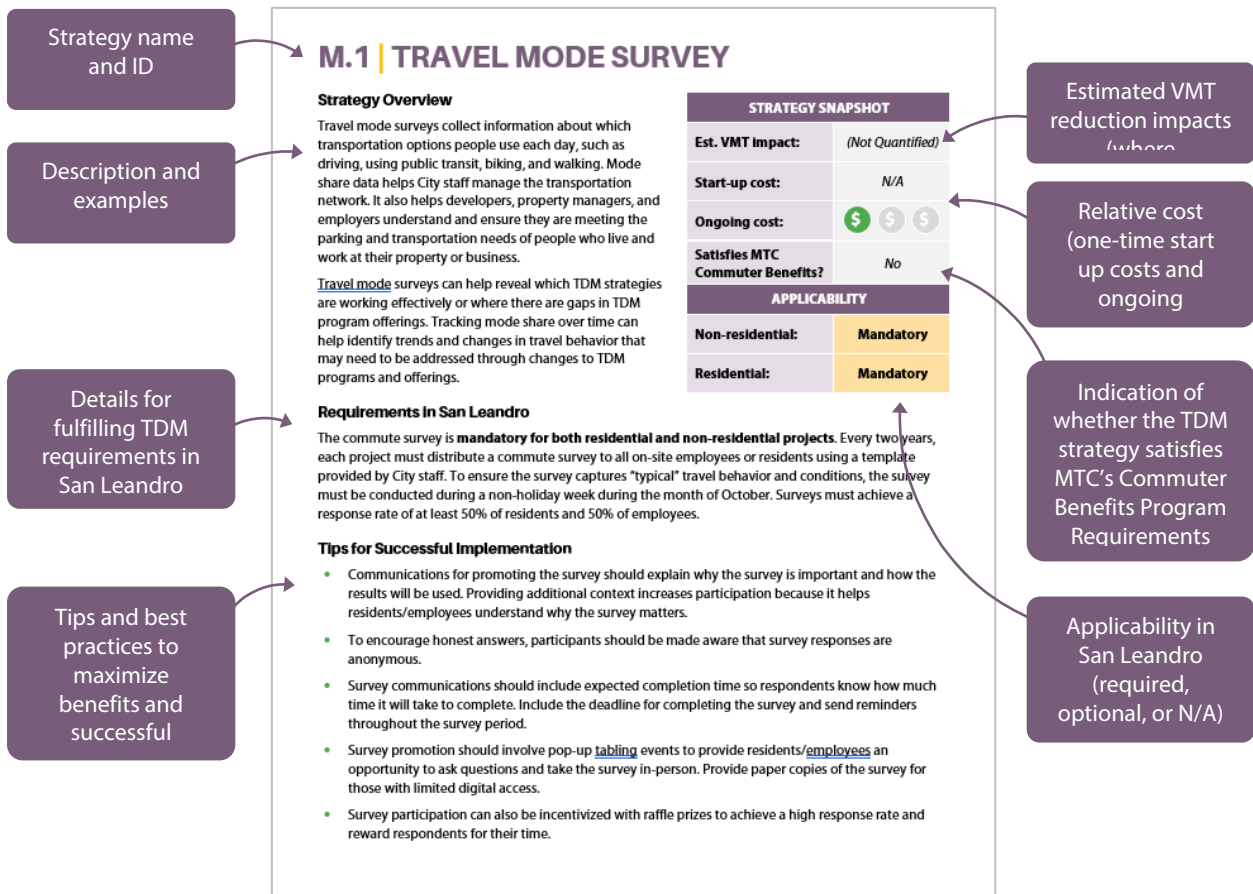 Strategy name
and ID
Description and
examples
Details for
fulfilling TDM
requirements in
San Leandro
Tips and best
practices to
maximize
benefits and
successful
M.1 | TRAVEL MODE SURVEY
Strategy Overview
Travel mode surveys collect information about which
transportation options people use each day, such as
driving, using public transit, biking, and walking. Mode
share data helps City staff manage the transportation
network. It also helps developers, property managers, and
employers understand and ensure they are meeting the
parking and transportation needs of people who live and
work at their property or business.
Travel mode surveys can help reveal which TDM strategies
are working effectively or where there are gaps in TDM
program offerings. Tracking mode share over time can
help identify trends and changes in travel behavior that
may need to be addressed through changes to TDM
programs and offerings.
STRATEGY SNAPSHOT
Est. VMT Impact: (Not Quantified)
Start-up cost: N/A
Ongoing cost: $ $ $
Satisfies MTC
Commuter Benefits? No
APPLICABILITY
Non-residential: Mandatory
Residential: Mandatory
Requirements in San Leandro
The commute survey is mandatory for both residential and non-residential projects. Every two years,
each project must distribute a commute survey to all on-site employees or residents using a template
provided by City staff. To ensure the survey captures "typical" travel behavior and conditions, the survey
must be conducted during a non-holiday week during the month of October. Surveys must achieve a
response rate of at least 50% of residents and 50% of employees.
Tips for Successful Implementation
• Communications for promoting the survey should explain why the survey is important and how the
results will be used. Providing additional context increases participation because it helps
residents/employees understand why the survey matters.
• To encourage honest answers, participants should be made aware that survey responses are
anonymous.
• Survey communications should include expected completion time so respondents know how much
time it will take to complete. Include the deadline for completing the survey and send reminders
throughout the survey period.
• Survey promotion should involve pop-up tabling events to provide residents/employees an
opportunity to ask questions and take the survey in-person. Provide paper copies of the survey for
those with limited digital access.
• Survey participation can also be incentivized with raffle prizes to achieve a high response rate and
reward respondents for their time.
Estimated VMT
reduction impacts
(where
Relative cost
(one-time start
up costs and
ongoing
Indication of
whether the TDM
strategy satisfies
MTC's Commuter
Benefits Program
Requirements
Applicability in
San Leandro
(required,
optional, or N/A)